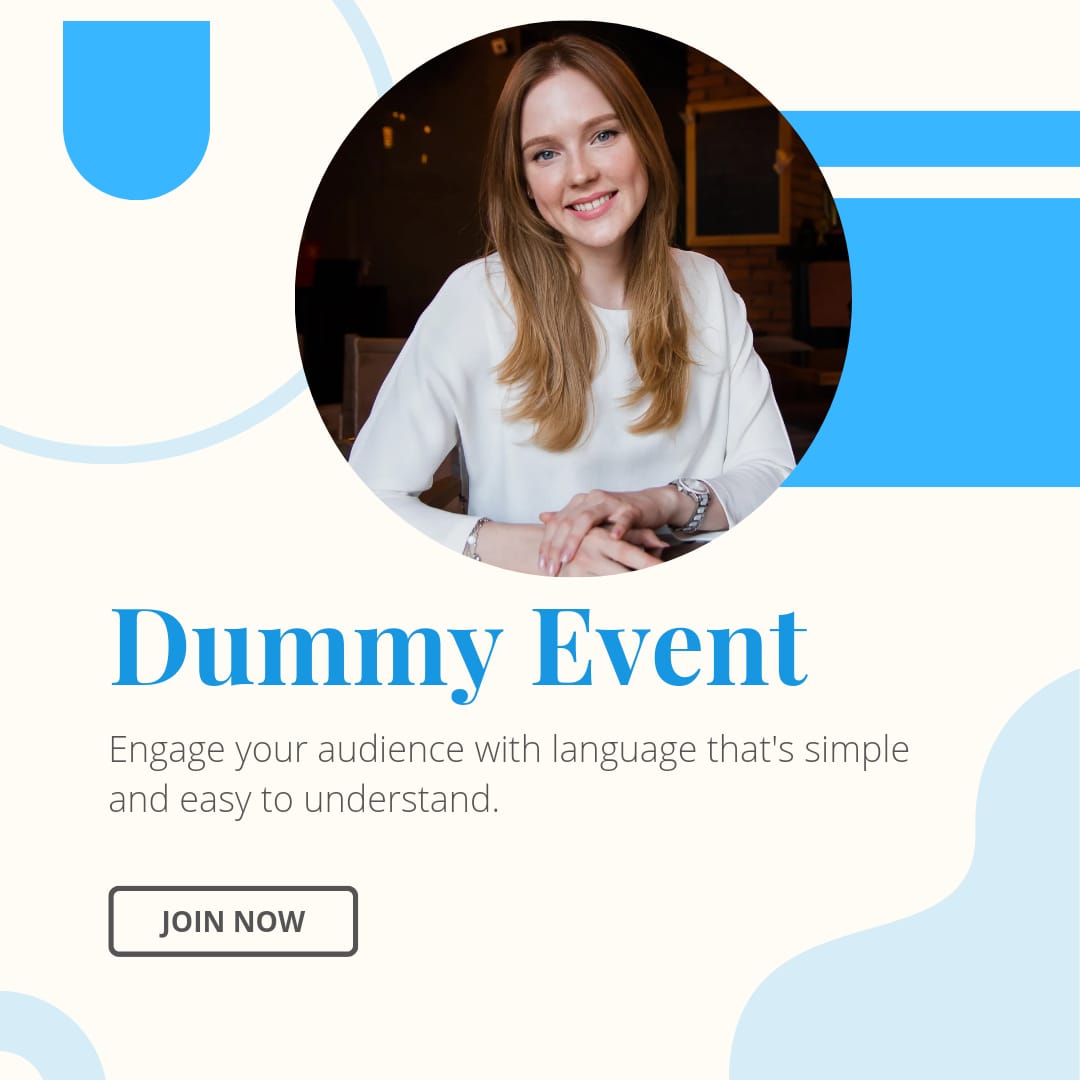 Dummy Event
Engage your audience with language that's simple
and easy to understand.
JOIN NOW